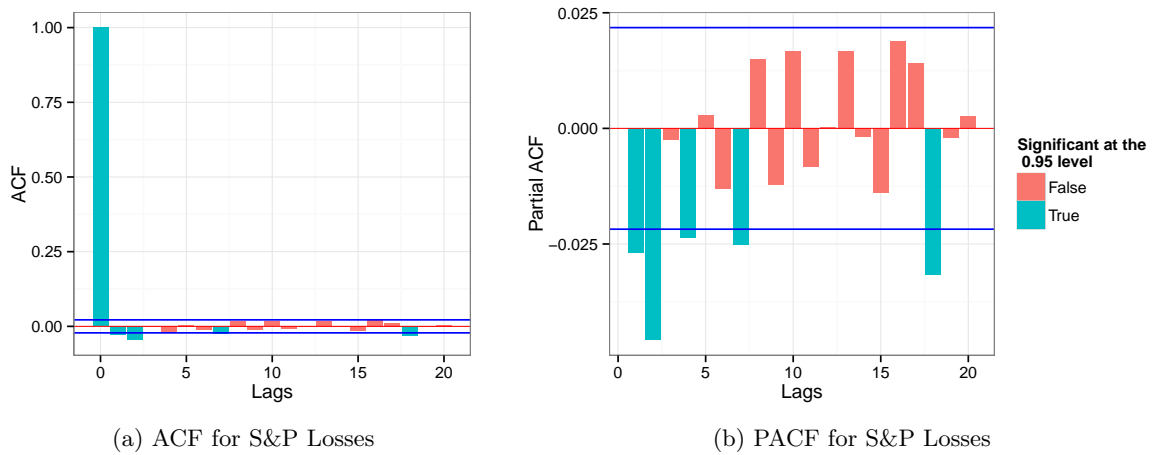 1.00
0.75
0.50
0.25
0.00
ACF
0 5 10 15 20
Lags
(a) ACF for S&P Losses
0.025
0.000
−0.025
Partial ACF
0 5 10 15 20
Lags
Significant at the
0.95 level
False
True
(b) PACF for S&P Losses